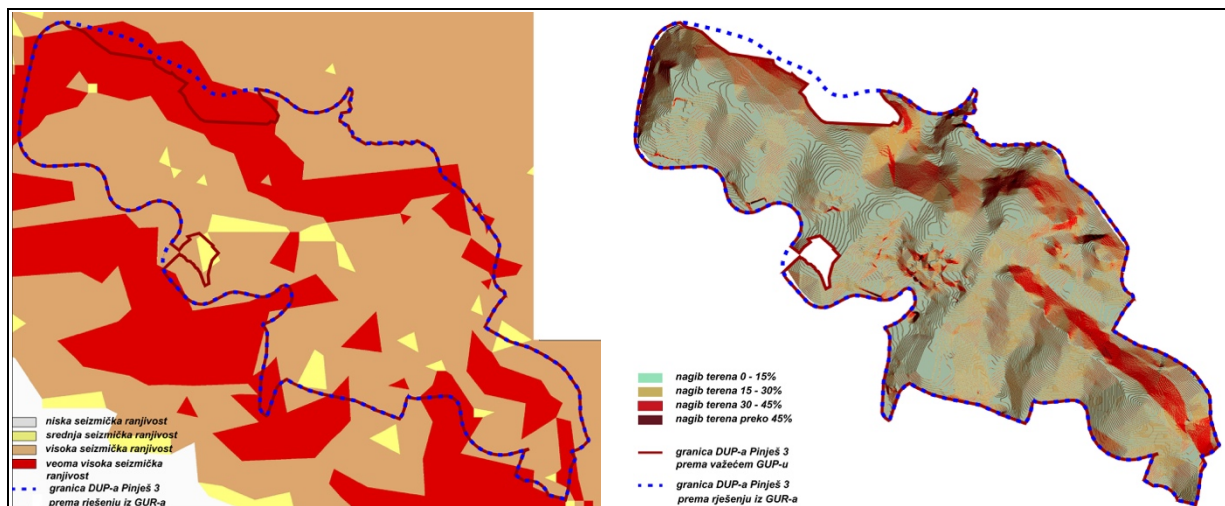 niska seizmička ranjivost
srednja seizmička ranjivost
visoka seizmička ranjivost
veoma visoka seizmička
ranjivost
granica DUP-a Pinješ 3
prema rješenju iz GUR-a
nagib terena 0 - 15%
nagib terena 15 - 30%
nagib terena 30 - 45%
nagib terena preko 45%
granica DUP-a Pinješ 3
prema važećem GUP-u
granica DUP-a Pinješ 3
prema rješenju iz GUR-a